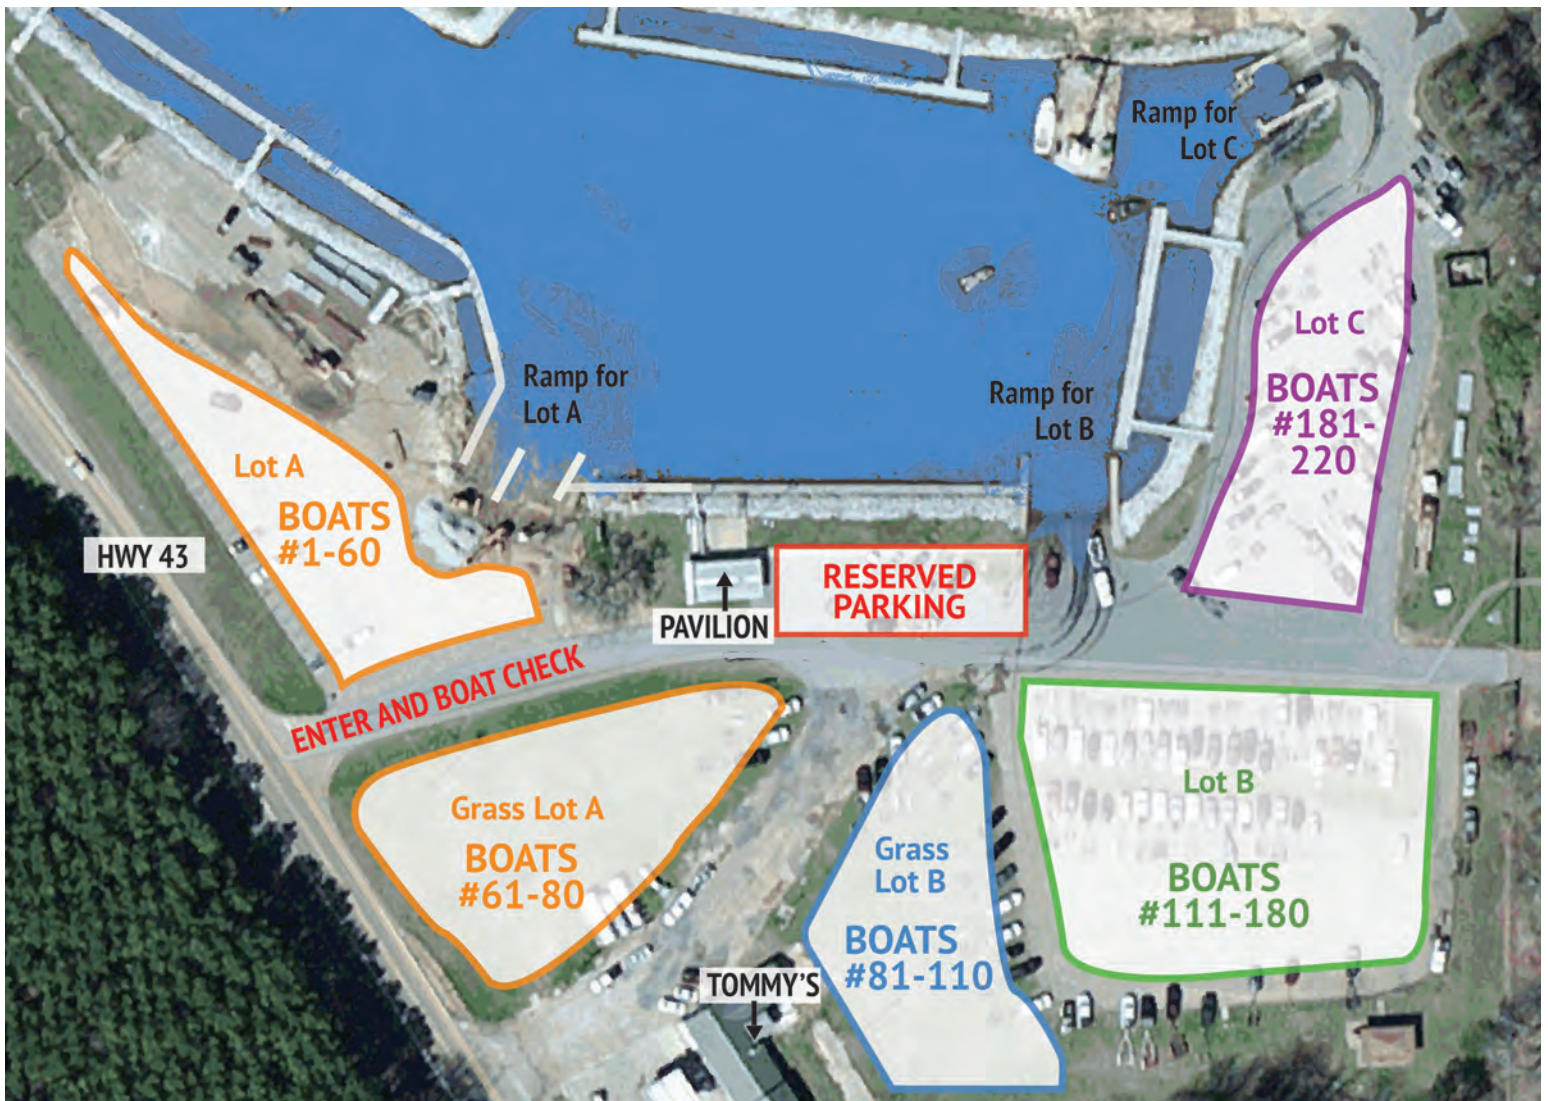 Ramp for
Lot C
Lot C
BOATS
#181-
220
Ramp for
Lot A
Ramp for
Lot B
Lot A
BOATS
#1-60
HWY 43
PAVILION
RESERVED
PARKING
ENTER AND BOAT CHECK
Grass Lot A
BOATS
#61-80
Grass
Lot B
BOATS
#81-110
Lot B
BOATS
#111-180
TOMMY'S